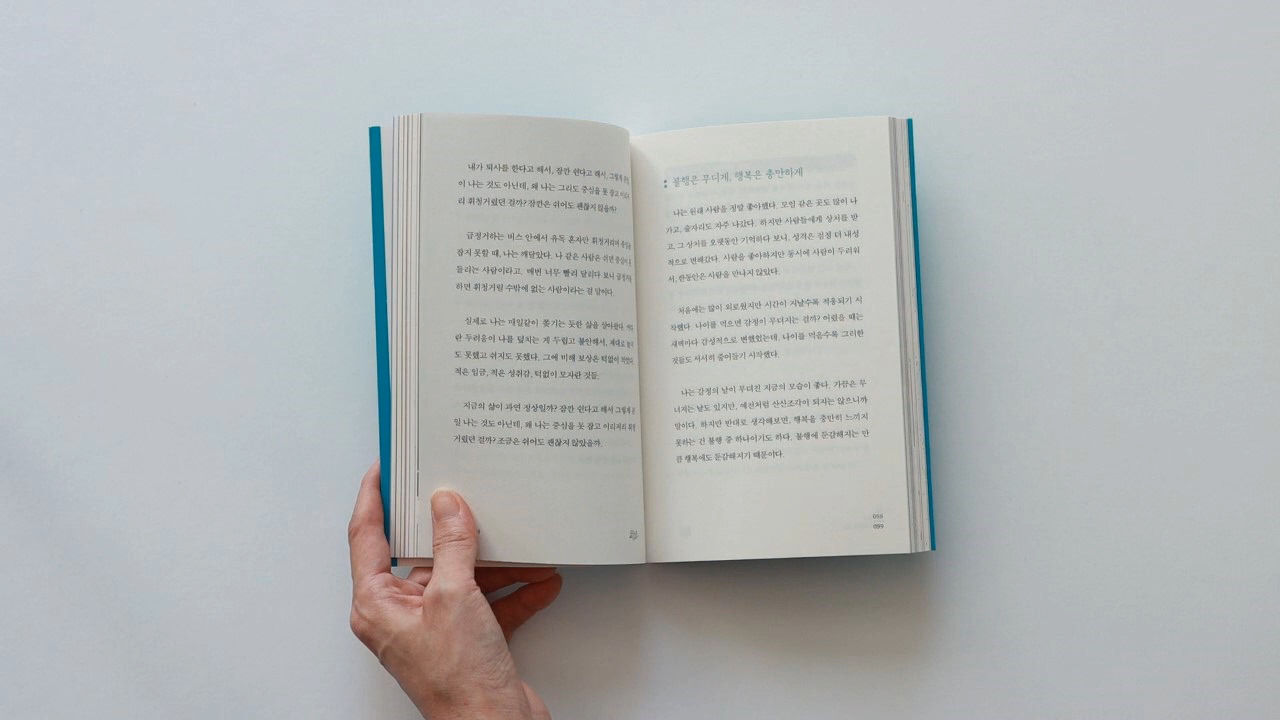 내가 퇴사를 한다고 해서, 잠깐 쉰다고 해서, 그렇게 큰일
이 나는 것도 아닌데, 왜 나는 그리도 중심을 못 잡고 이리저
리 휘청거렸던 걸까? 잠깐은 쉬어도 괜찮지 않을까?
급정거하는 버스 안에서 유독 혼자만 휘청거리며 중심을
잡지 못할 때, 나는 깨달았다. 나 같은 사람은 쉬면 중심이 흔
들리는 사람이라고. 매번 너무 빨리 달리다 보니 급정거를
하면 휘청거릴 수밖에 없는 사람이라는 걸 말이다.
실제로 나는 매일같이 쫓기는 듯한 삶을 살아왔다.
란 두려움이 나를 덮치는 게 두렵고 불안해서, 제대로 놀지
도 못했고 쉬지도 못했다. 그에 비해 보상은 턱없이 적었다.
적은 임금, 적은 성취감, 턱없이 모자란 것들.
지금의 삶이 과연 정상일까? 잠깐 쉰다고 해서 그렇게 큰
일 나는 것도 아닌데, 왜 나는 중심을 못 잡고 이리저리 휘청
거렸던 걸까? 조금은 쉬어도 괜찮지 않았을까.
불행은 무디게, 행복은 충만하게
나는 원래 사람을 정말 좋아했다. 모임 같은 곳도 많이 나
가고, 술자리도 자주 나갔다. 하지만 사람들에게 상처를 받
고, 그 상처를 오랫동안 기억하다 보니, 성격은 점점 더 내성
적으로 변해갔다. 사람을 좋아하지만 동시에 사람이 두려워
서, 한동안은 사람을 만나지 않았다.
처음에는 많이 외로웠지만 시간이 지날수록 적응되기 시
작했다. 나이를 먹으면 감정이 무뎌지는 걸까? 어렸을 때는
새벽마다 감성적으로 변했었는데, 나이를 먹을수록 그러한
것들도 서서히 줄어들기 시작했다.
나는 감정의 날이 무뎌진 지금의 모습이 좋다. 가끔은 무
너지는 날도 있지만, 예전처럼 산산조각이 되지는 않으니까
말이다. 하지만 반대로 생각해보면, 행복을 충만히 느끼지
못하는 건 불행 중 하나이기도 하다. 불행에 둔감해지는 만
큼 행복에도 둔감해지기 때문이다.